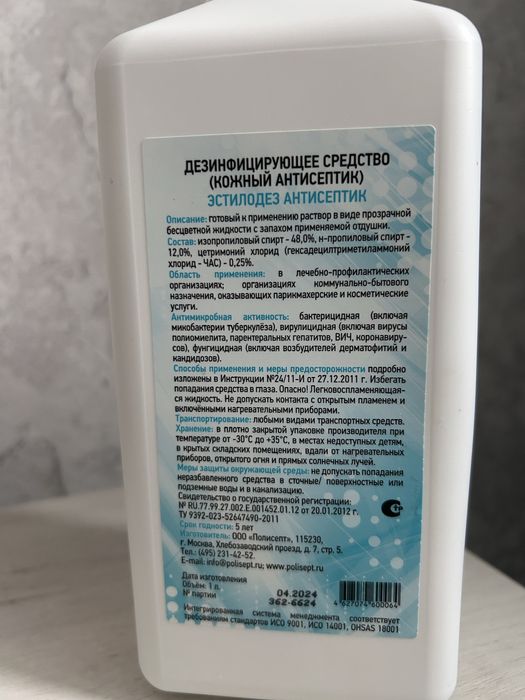 ДЕЗИНФИЦИРУЮЩЕЕ СРЕДСТВО
(КОЖНЫЙ АНТИСЕПТИК)
ЭСТИЛОДЕЗ АНТИСЕПТИК
Описание: готовый к применению раствор в виде прозрачной
бесцветной жидкости с запахом применяемой отдушки.
Состав: изопропиловый спирт - 48,0%, н-пропиловый спирт -
12,0%, цетримоний хлорид (гексадецилтриметиламмоний
хлорид - ЧАС) - 0,25%.
Область применения: в лечебно-профилактических
организациях; организациях коммунально-бытового
назначения, оказывающих парикмахерские и косметические
услуги.
Антимикробная активность: бактерицидная (включая
микобактерии туберкулёза), вирулицидная (включая вирусы
полиомиелита, парентеральных гепатитов, ВИЧ, коронавиру-
сов), фунгицидная (включая возбудителей дерматофитий и
кандидозов).
Способы применения и меры предосторожности подробно
изложены в Инструкции №24/11-И от 27.12.2011 г. Избегать
попадания средства в глаза. Опасно! Легковоспламеняющая-
ся жидкость. Не допускать контакта с открытым пламенем и
включёнными нагревательными приборами.
Транспортирование: любыми видами транспортных средств.
Хранение: в плотно закрытой упаковке производителя при
температуре от -30°С до +35°С, в местах недоступных детям,
в крытых складских помещениях, вдали от нагревательных
приборов, открытого огня и прямых солнечных лучей.
Меры защиты окружающей среды: не допускать попадания
неразбавленного средства в сточные/ поверхностные или
подземные воды и в канализацию.
Свидетельство о государственной регистрации:
№ RU.77.99.27.002.Е.001452.01.12 от 20.01.2012 г.
ТУ 9392-023-52647490-2011
Срок годности: 5 лет
Изготовитель: ООО «Полисепт», 115230,
г. Москва, Хлебозаводский проезд, д. 7, стр. 5.
Тел.: (495) 231-42-52
E-mail: info@polisept.ru, www.polisept.ru
Дата изготовления
Объём: 1 л.
№ партии
04.2024
362-6624
4627074600064
Интегрированная система менеджмента соответствует
требованиям стандартов ИСО 9001, ИСО 14001, OHSAS 18001